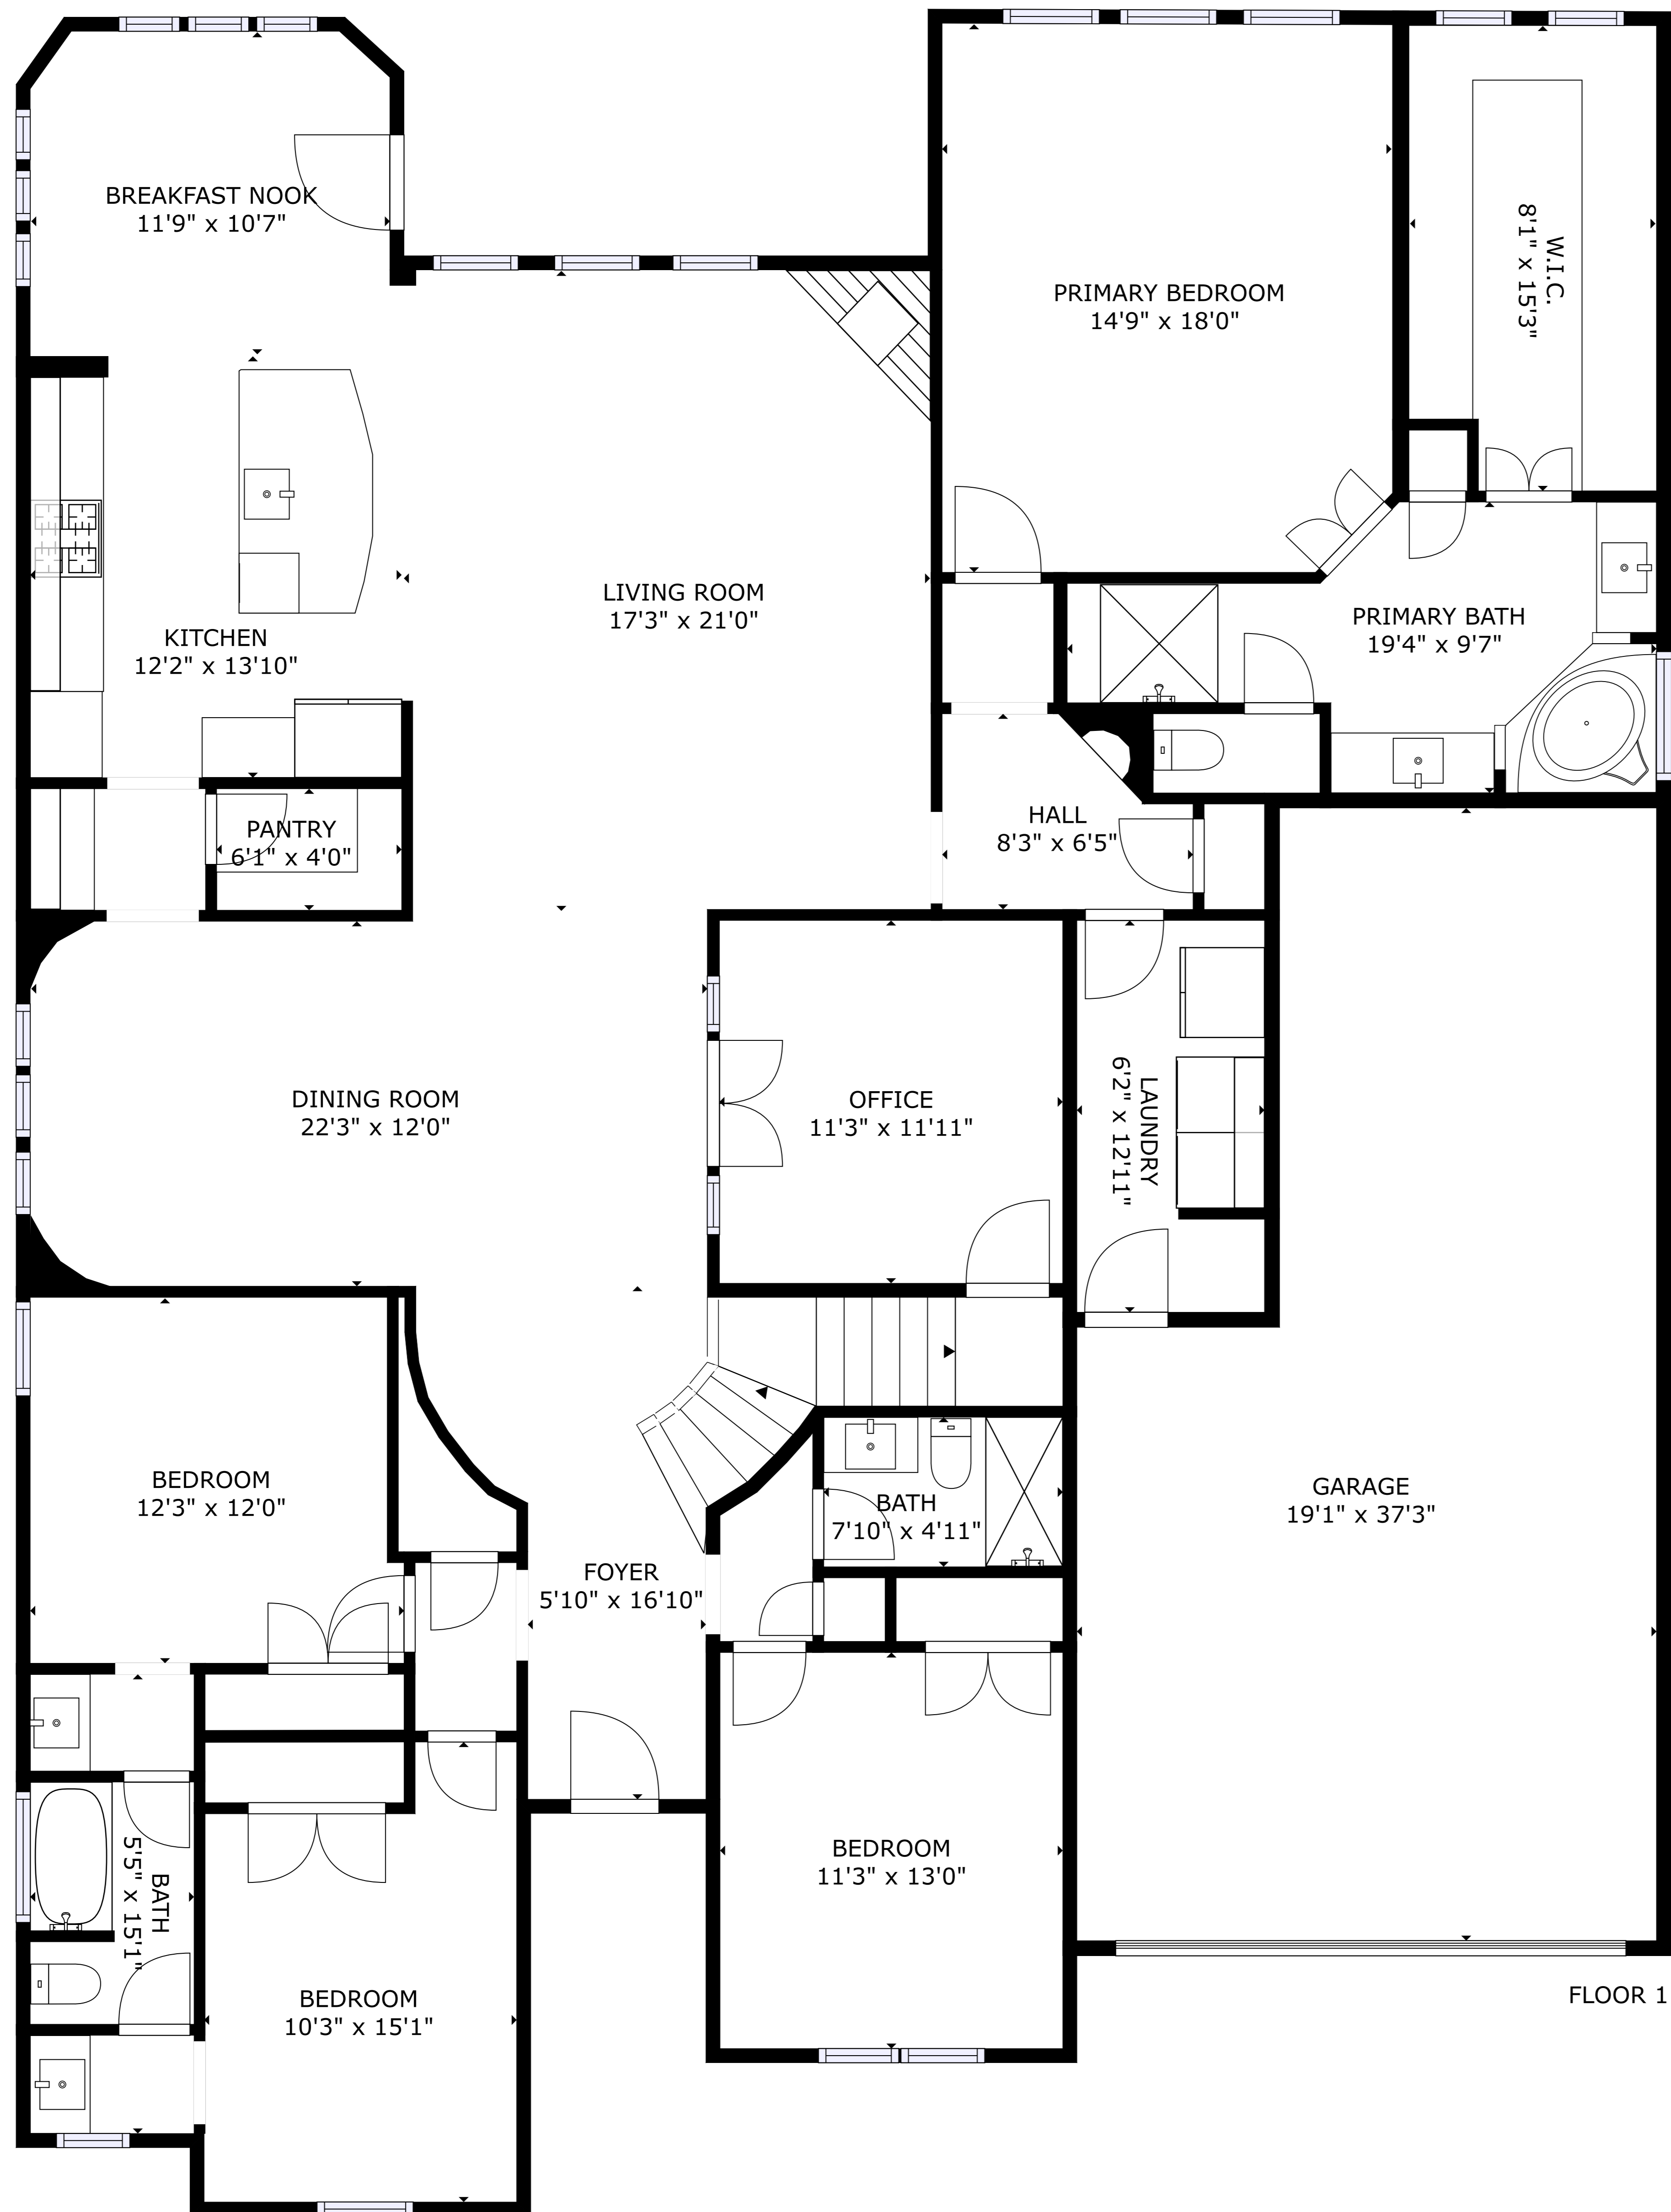 BREAKFAST NOOK
11'9" x 10'7"
PRIMARY BEDROOM
14'9" x 18'0"
W.I.C.
8'1" x 15'3"
LIVING ROOM
17'3" x 21'0"
KITCHEN
12'2" x 13'10"
PRIMARY BATH
19'4" x 9'7"
PANTRY
6'1" x 4'0"
HALL
8'3" x 6'5"
DINING ROOM
22'3" x 12'0"
OFFICE
11'3" x 11'11"
LAUNDRY
6'2" x 12'11"
BEDROOM
12'3" x 12'0"
BATH
7'10" x 4'11"
GARAGE
19'1" x 37'3"
FOYER
5'10" x 16'10"
BEDROOM
11'3" x 13'0"
BATH
5'5" x 15'1"
BEDROOM
10'3" x 15'1"
FLOOR 1